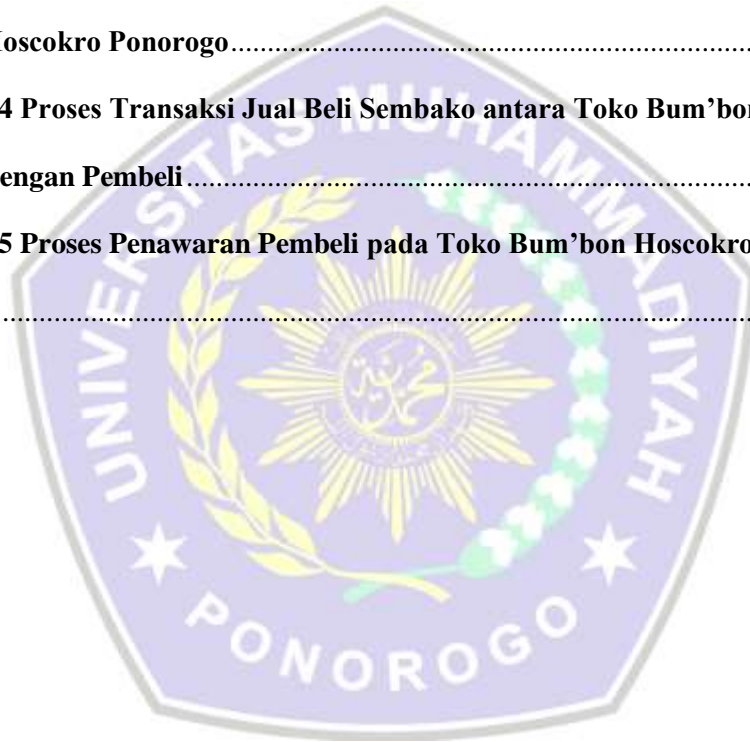 Hoscokro Ponorogo....................................................................................
4 Proses Transaksi Jual Beli Sembako antara Toko Bum’bon
dengan Pembeli....................................................................................
5 Proses Penawaran Pembeli pada Toko Bum’bon Hoscokro
....................................................................................
UNIVERSITAS MUHAMMADIYAH
PONOROGO